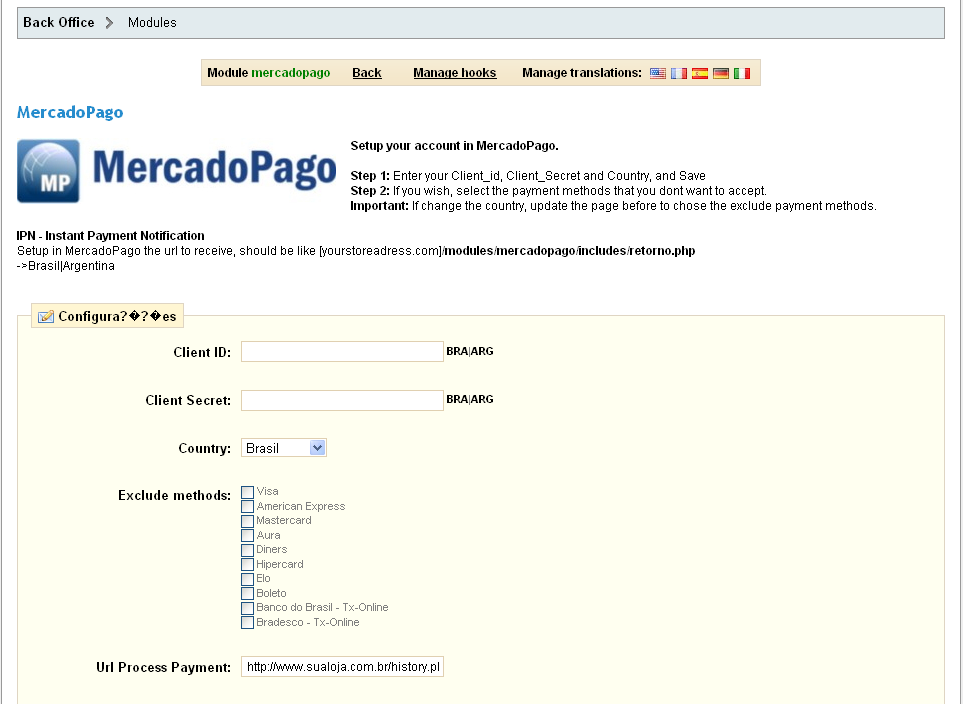 Back Office > Modules
Module mercadopago Back Manage hooks Manage translations:
MercadoPago
MP MercadoPago
Setup your account in MercadoPago.
Step 1: Enter your Client_id, Client_Secret and Country, and Save
Step 2: If you wish, select the payment methods that you dont want to accept.
Important: If change the country, update the page before to chose the exclude payment methods.
IPN - Instant Payment Notification
Setup in MercadoPago the url to receive, should be like [yourstoreadress.com]/modules/mercadopago/includes/retorno.php
->Brasil|Argentina
Configura?�?�es
Client ID: BRA|ARG
Client Secret: BRA|ARG
Country: Brasil
Exclude methods: Visa
American Express
Mastercard
Aura
Diners
Hipercard
Elo
Boleto
Banco do Brasil - Tx-Online
Bradesco - Tx-Online
Url Process Payment: http://www.sualoja.com.br/history.pl